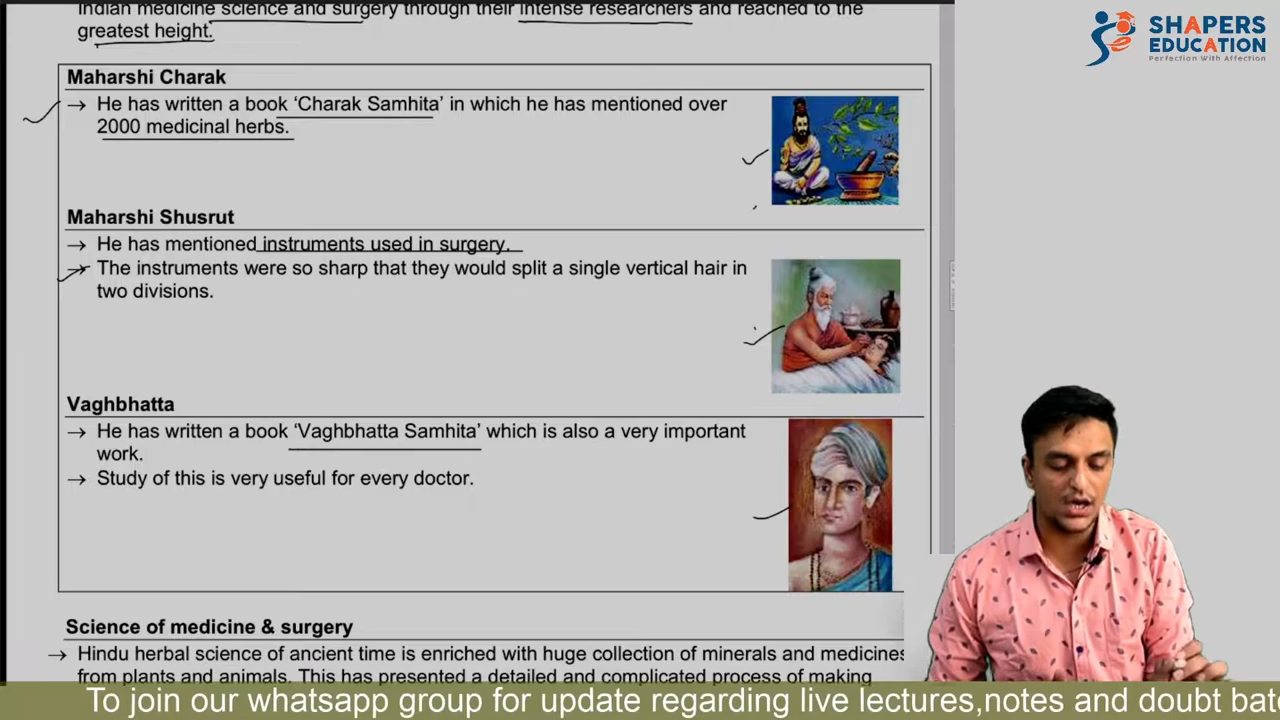 Indian medicine science and surgery through their intense researchers and reached to the
greatest height.
SHAPERS
EDUCATION
Perfection With Affection
Maharshi Charak
→ He has written a book ‘Charak Samhita’ in which he has mentioned over
2000 medicinal herbs.
Maharshi Shusrut
→ He has mentioned instruments used in surgery.
→ The instruments were so sharp that they would split a single vertical hair in
two divisions.
Vaghbhatta
→ He has written a book ‘Vaghbhatta Samhita’ which is also a very important
work.
→ Study of this is very useful for every doctor.
Science of medicine & surgery
→ Hindu herbal science of ancient time is enriched with huge collection of minerals and medicines
from plants and animals. This has presented a detailed and complicated process of making
To join our whatsapp group for update regarding live lectures,notes and doubt bat